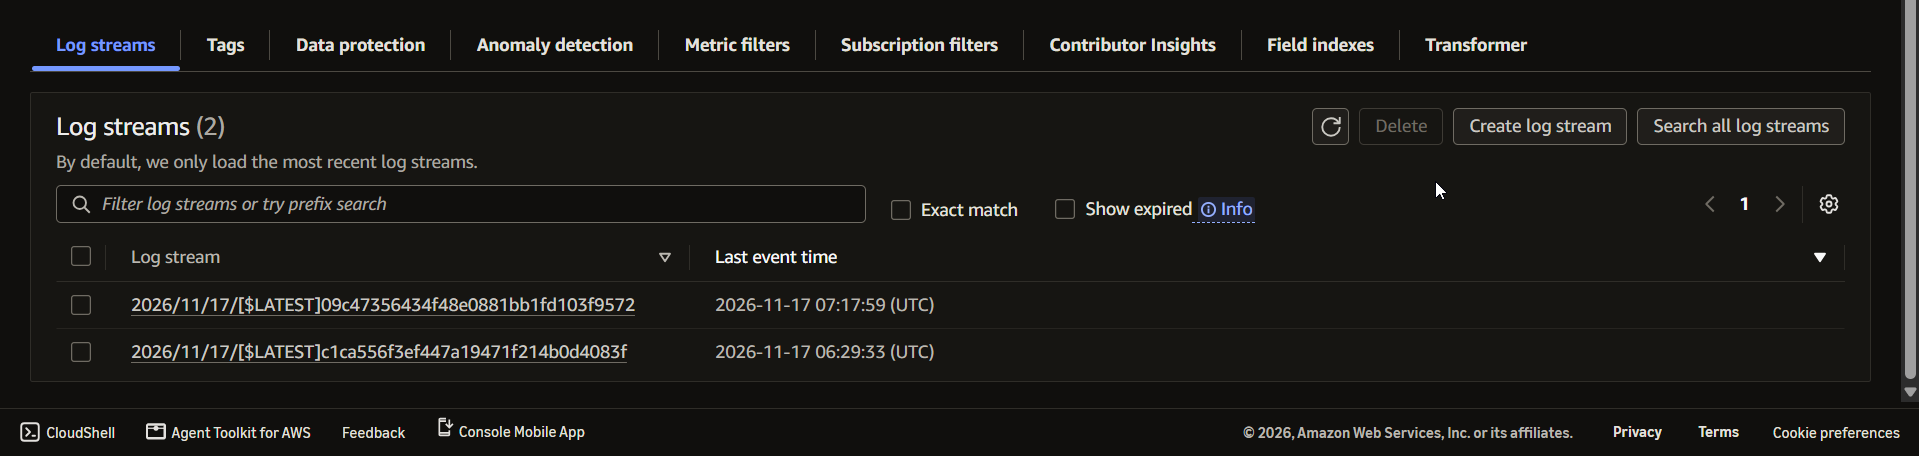 Log streams Tags Data protection Anomaly detection Metric filters Subscription filters Contributor Insights Field indexes Transformer
Log streams (2)
Delete Create log stream Search all log streams
By default, we only load the most recent log streams.
Filter log streams or try prefix search Exact match Show expired Info 1
Log stream Last event time
2026/11/17/[$LATEST]09c47356434f48e0881bb1fd103f9572 2026-11-17 07:17:59 (UTC)
2026/11/17/[$LATEST]c1ca556f3ef447a19471f214b0d4083f 2026-11-17 06:29:33 (UTC)
CloudShell Agent Toolkit for AWS Feedback Console Mobile App © 2026, Amazon Web Services, Inc. or its affiliates. Privacy Terms Cookie preferences